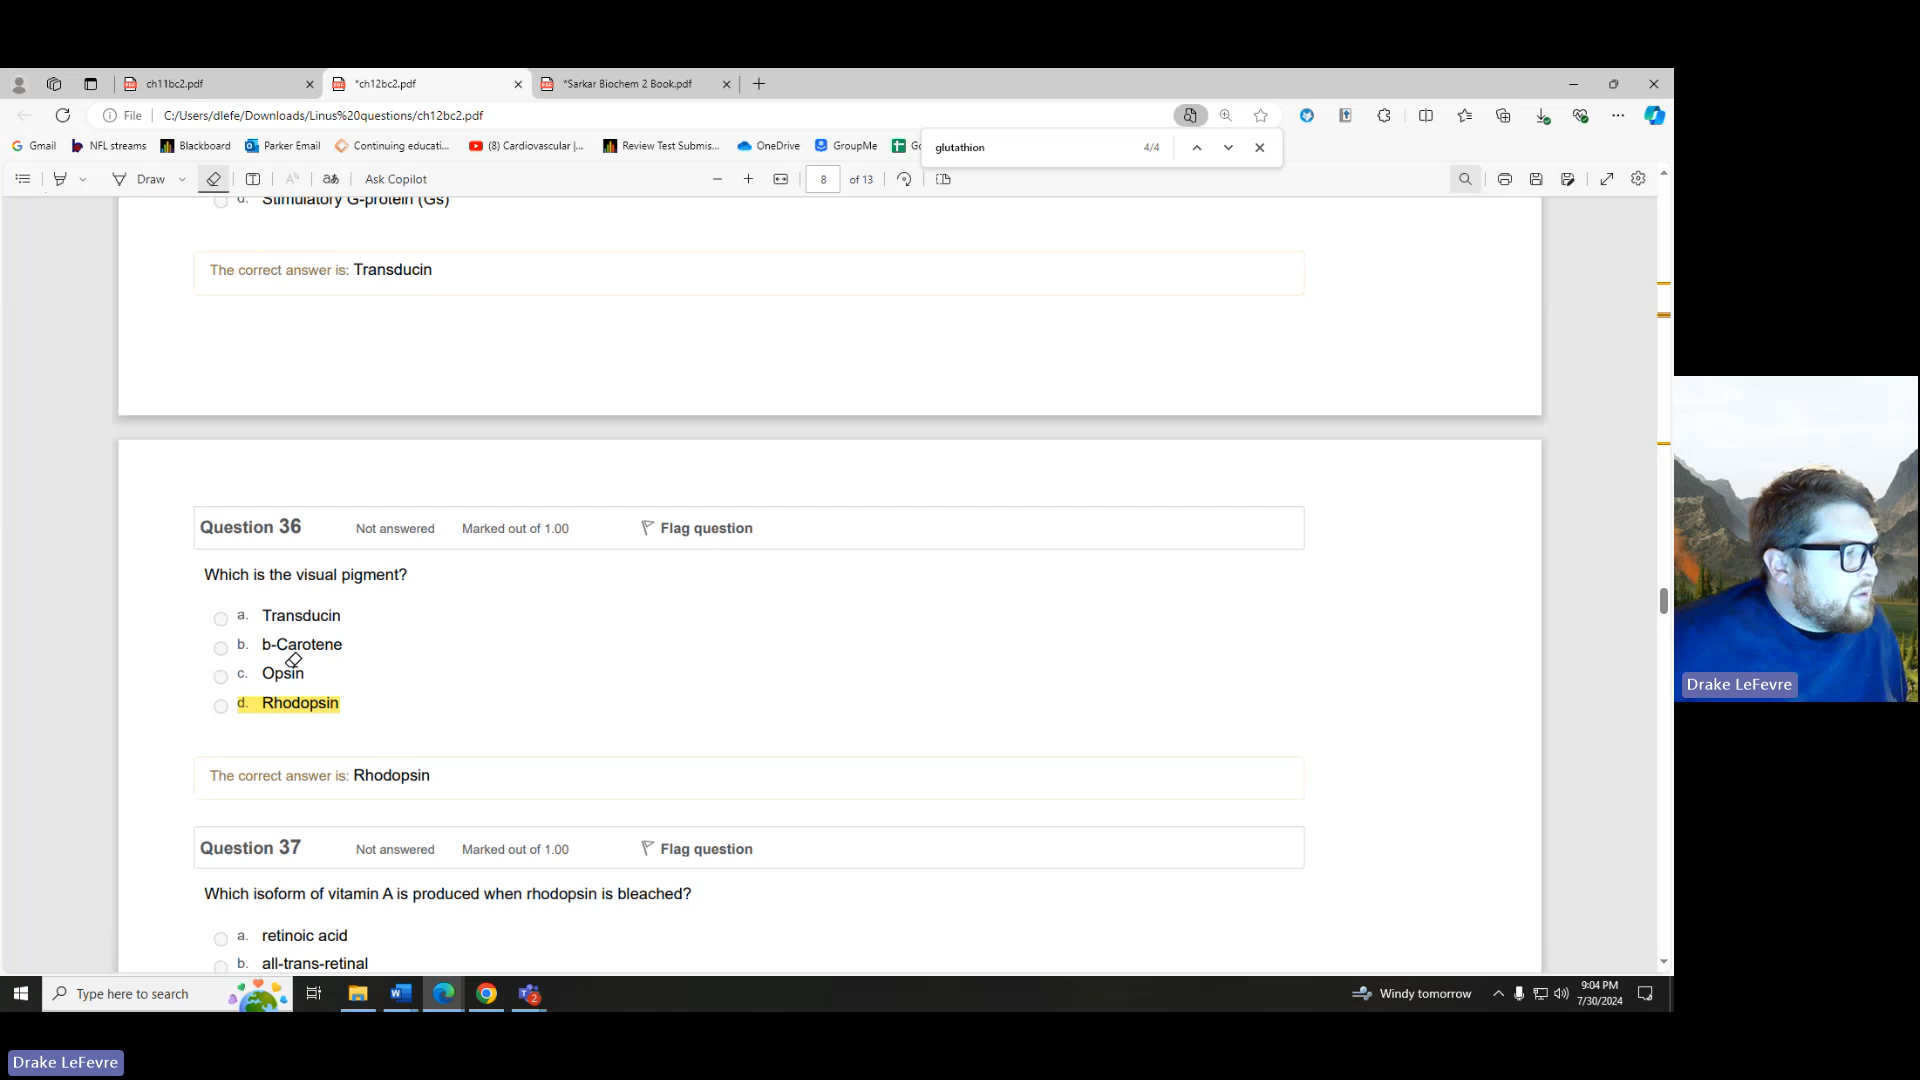 ch11bc2.pdf
*ch12bc2.pdf
*Sarkar Biochem 2 Book.pdf
File
C:/Users/dlefe/Downloads/Linus%20questions/ch12bc2.pdf
Gmail
NFL streams
Blackboard
Parker Email
Continuing educati...
(8) Cardiovascular |...
Review Test Submis...
OneDrive
GroupMe
glutathion
4/4
Draw
Ask Copilot
8
of 13
d. Stimulatory G-protein (Gs)
The correct answer is: Transducin
Question 36 Not answered Marked out of 1.00 Flag question
Which is the visual pigment?
a. Transducin
b. b-Carotene
c. Opsin
d. Rhodopsin
The correct answer is: Rhodopsin
Question 37 Not answered Marked out of 1.00 Flag question
Which isoform of vitamin A is produced when rhodopsin is bleached?
a. retinoic acid
b. all-trans-retinal
Type here to search
2
Windy tomorrow
9:04 PM
7/30/2024
Drake LeFevre
Drake LeFevre